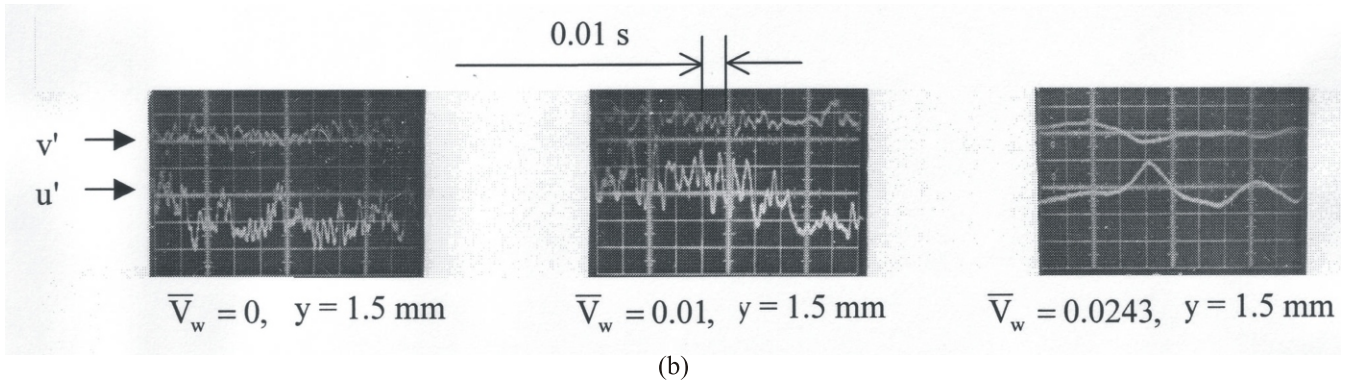 0.01 s
v'
u'
V̅w = 0, y = 1.5 mm
V̅w = 0.01, y = 1.5 mm
V̅w = 0.0243, y = 1.5 mm
(b)